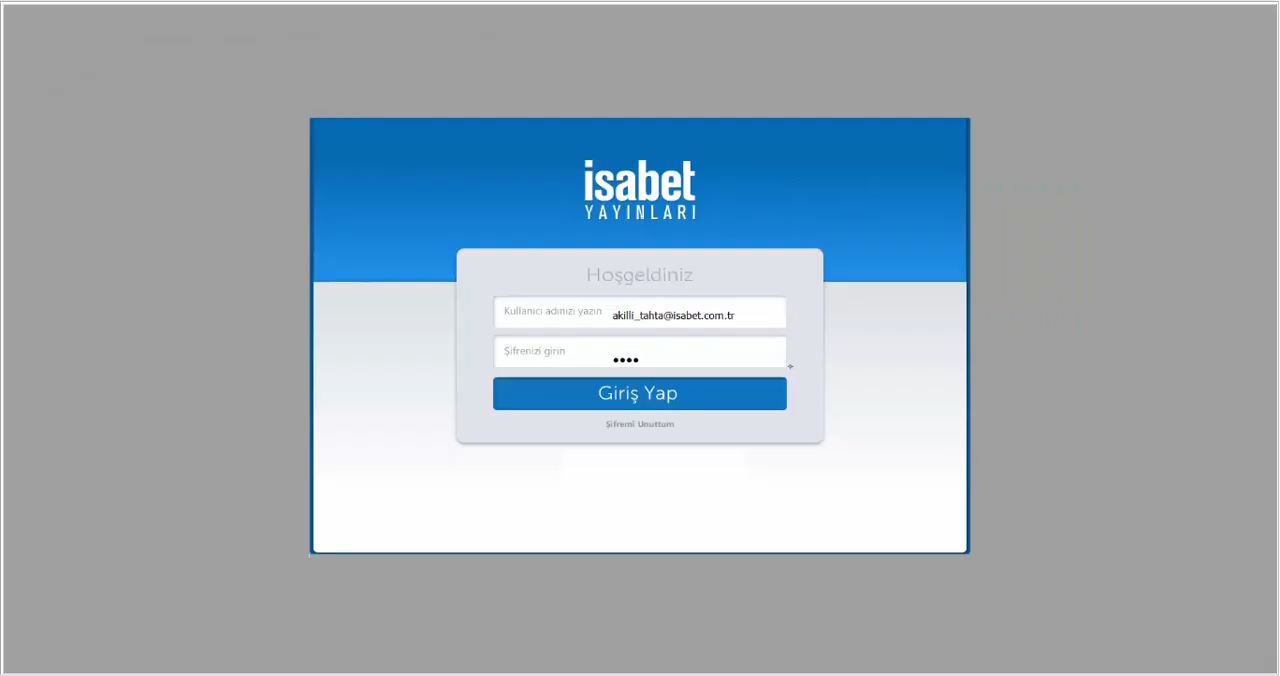 isabet
YAYINLARI
Hoşgeldiniz
Kullanıcı adınızı yazın akilli_tahta@isabet.com.tr
Şifrenizi girin ••••
Giriş Yap
Şifremi Unuttum